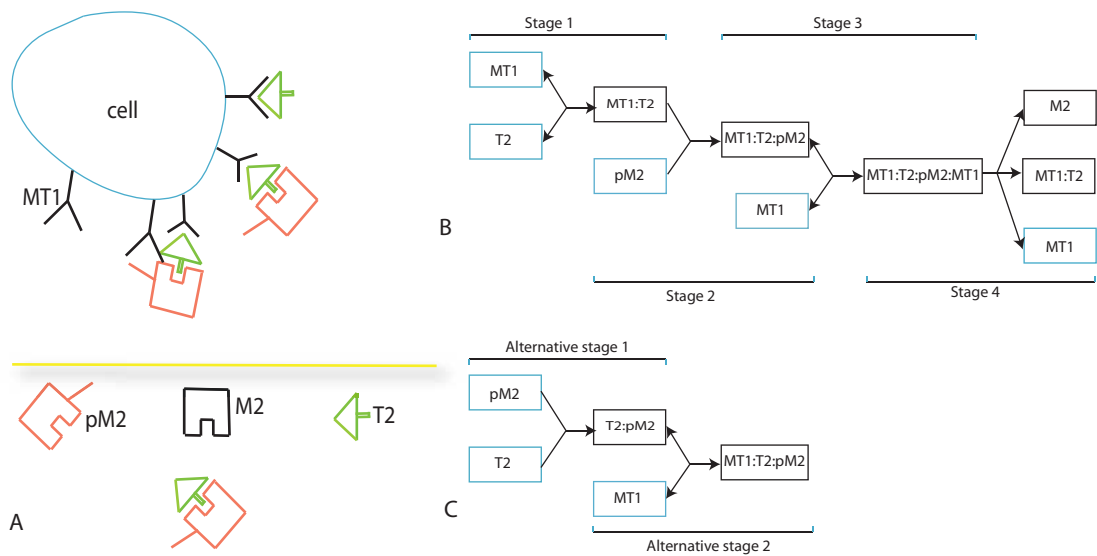 cell
MT1
pM2
M2
T2
A
Stage 1
Stage 3
MT1
T2
MT1:T2
pM2
MT1:T2:pM2
MT1
MT1:T2:pM2:MT1
M2
MT1:T2
MT1
B
Stage 2
Stage 4
Alternative stage 1
pM2
T2
T2:pM2
MT1
MT1:T2:pM2
C
Alternative stage 2